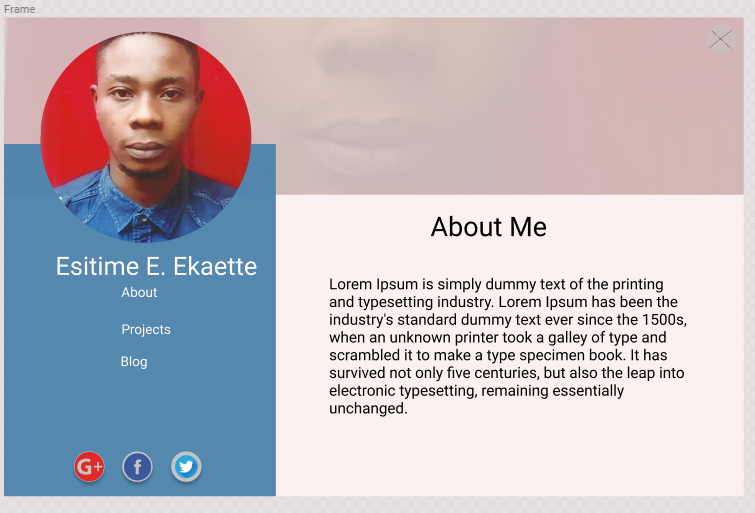 Frame
Esitime E. Ekaette
About
Projects
Blog
G+
f
About Me
Lorem Ipsum is simply dummy text of the printing
and typesetting industry. Lorem Ipsum has been the
industry's standard dummy text ever since the 1500s,
when an unknown printer took a galley of type and
scrambled it to make a type specimen book. It has
survived not only five centuries, but also the leap into
electronic typesetting, remaining essentially
unchanged.